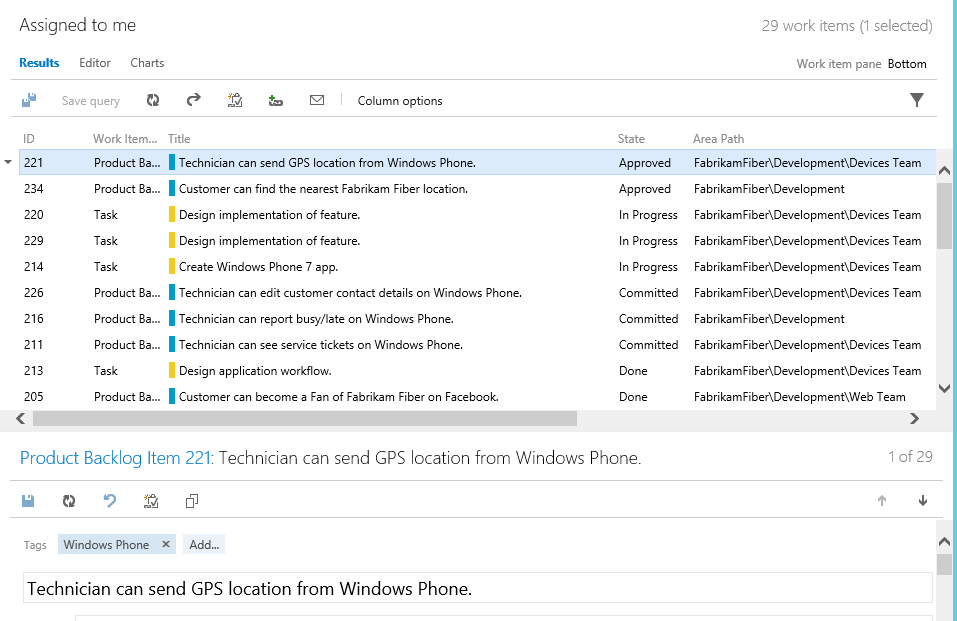 Assigned to me 29 work items (1 selected)
Results Editor Charts Work item pane Bottom
Save query Column options
ID Work Item... Title State Area Path
221 Product Ba... Technician can send GPS location from Windows Phone. Approved FabrikamFiber\Development\Devices Team
234 Product Ba... Customer can find the nearest Fabrikam Fiber location. Approved FabrikamFiber\Development
220 Task Design implementation of feature. In Progress FabrikamFiber\Development\Devices Team
229 Task Design implementation of feature. In Progress FabrikamFiber\Development\Devices Team
214 Task Create Windows Phone 7 app. In Progress FabrikamFiber\Development\Devices Team
226 Product Ba... Technician can edit customer contact details on Windows Phone. Committed FabrikamFiber\Development\Devices Team
216 Product Ba... Technician can report busy/late on Windows Phone. Committed FabrikamFiber\Development
211 Product Ba... Technician can see service tickets on Windows Phone. Committed FabrikamFiber\Development\Devices Team
213 Task Design application workflow. Done FabrikamFiber\Development\Devices Team
205 Product Ba... Customer can become a Fan of Fabrikam Fiber on Facebook. Done FabrikamFiber\Development\Web Team
Product Backlog Item 221: Technician can send GPS location from Windows Phone. 1 of 29
Tags Windows Phone × Add...
Technician can send GPS location from Windows Phone.